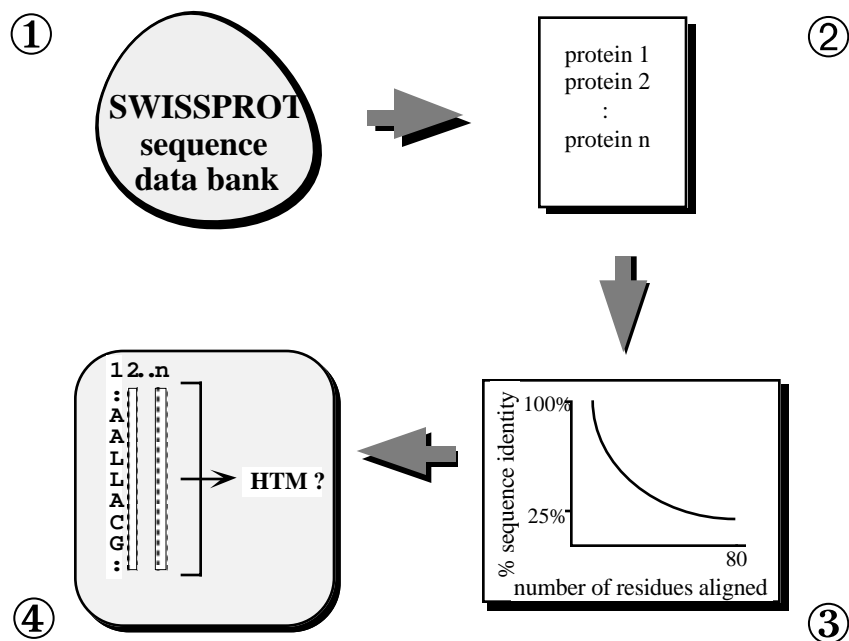 ①
SWISSPROT
sequence
data bank
②
protein 1
protein 2
:
protein n
③
% sequence identity
100%
25%
80
number of residues aligned
④
12..n
:
A
A
L
L
A
C
G
:
HTM ?